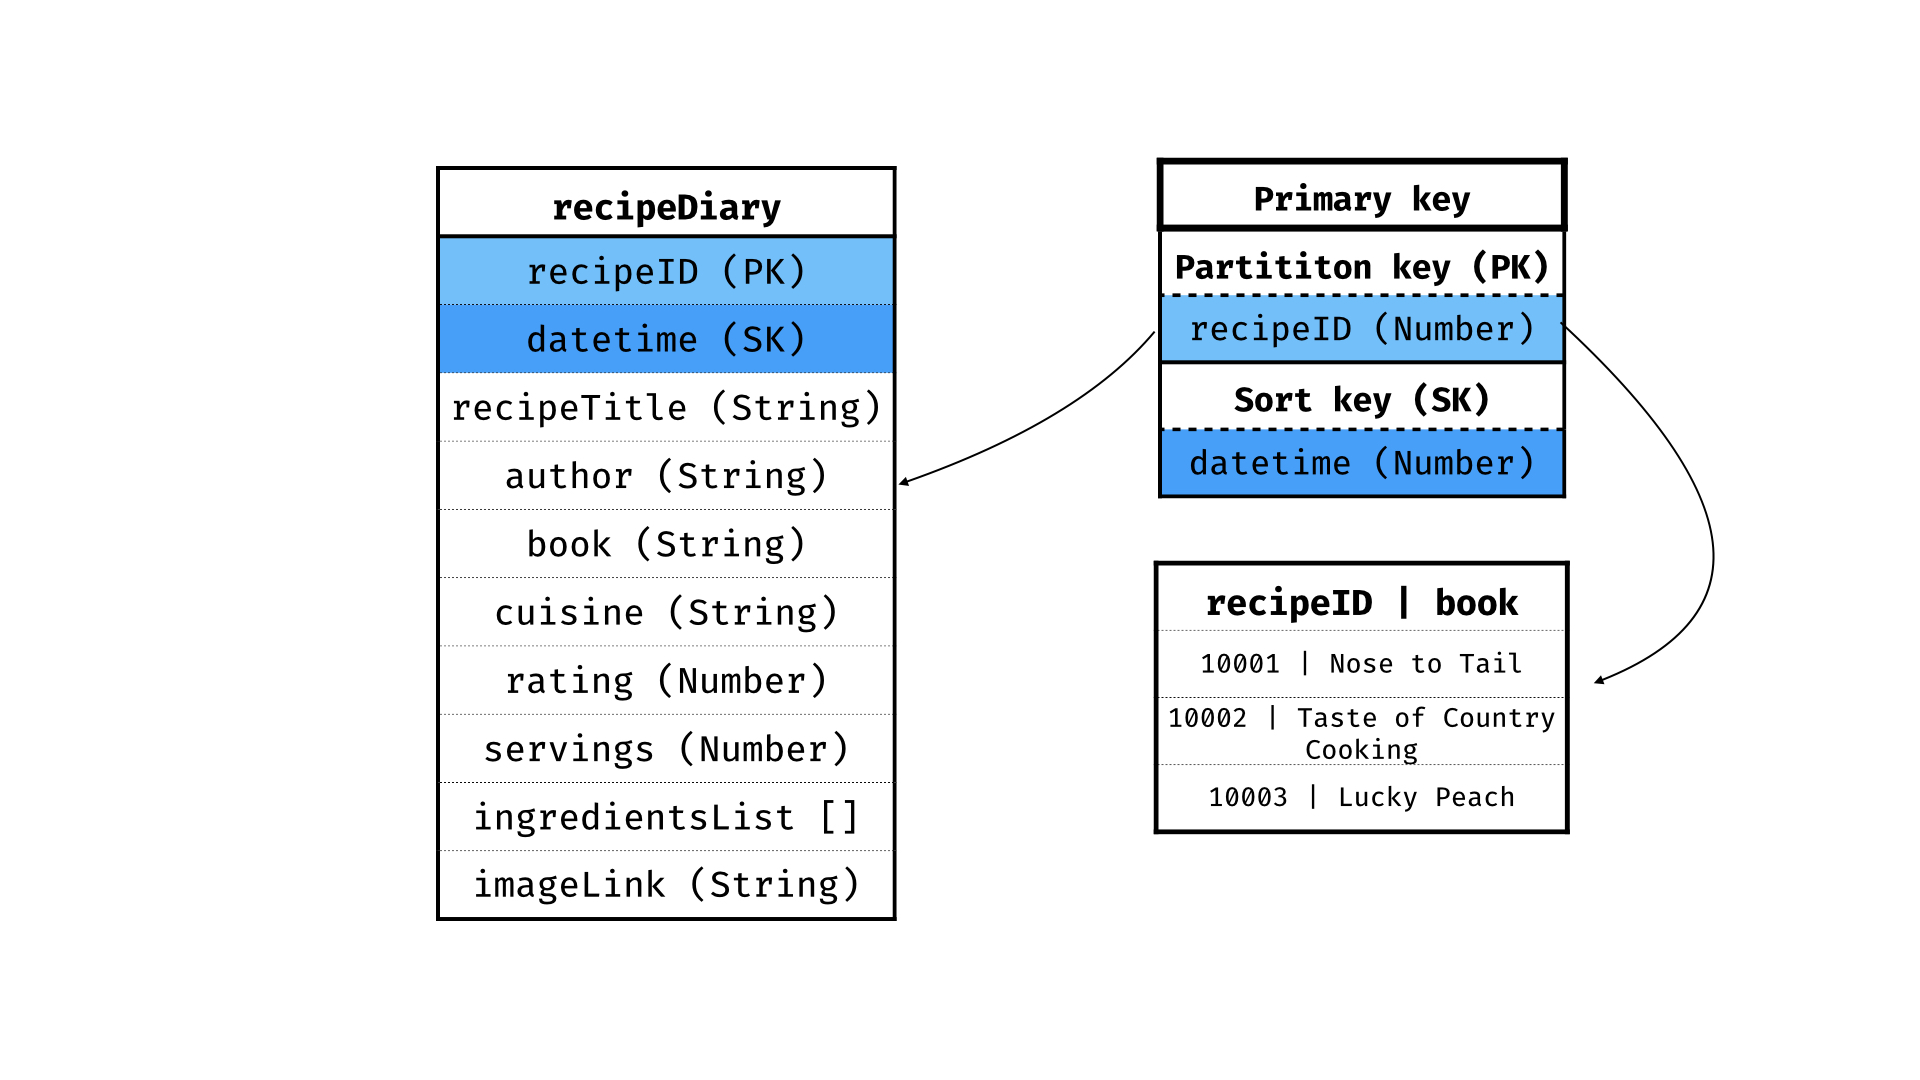 recipeDiary
recipeID (PK)
datetime (SK)
recipeTitle (String)
author (String)
book (String)
cuisine (String)
rating (Number)
servings (Number)
ingredientsList []
imageLink (String)
Primary key
Partititon key (PK)
recipeID (Number)
Sort key (SK)
datetime (Number)
recipeID | book
10001 | Nose to Tail
10002 | Taste of Country
Cooking
10003 | Lucky Peach